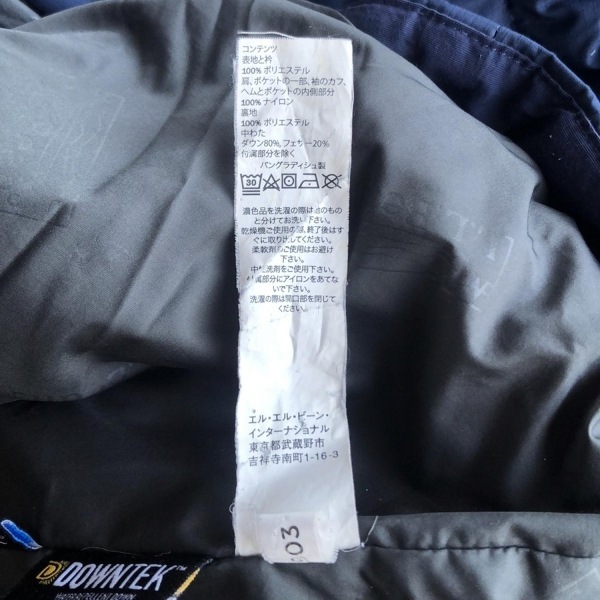 コンテンツ
表地と衿
100% ポリエステル
肩、ポケットの一部、袖のカフ、
ヘムとポケットの内側部分
100% ナイロン
裏地
100% ポリエステル
中わた
ダウン80%, フェザー20%
付属部分を除く
バングラディシュ製
30
濃色品を洗濯の際は他のもの
と分けてお洗い下さい。
乾燥機ご使用の際、終了後はす
ぐに取り出してください。
柔軟剤のご使用はお避け
下さい。
中性洗剤をご使用下さい。
付属部分にアイロンをあてな
いで下さい。
洗濯の際は開口部を閉じて
ください。
エル・エル・ビーン・
インターナショナル
東京都武蔵野市
吉祥寺南町1-16-3
003
DOWNTEK™
WATER REPELLENT DOWN